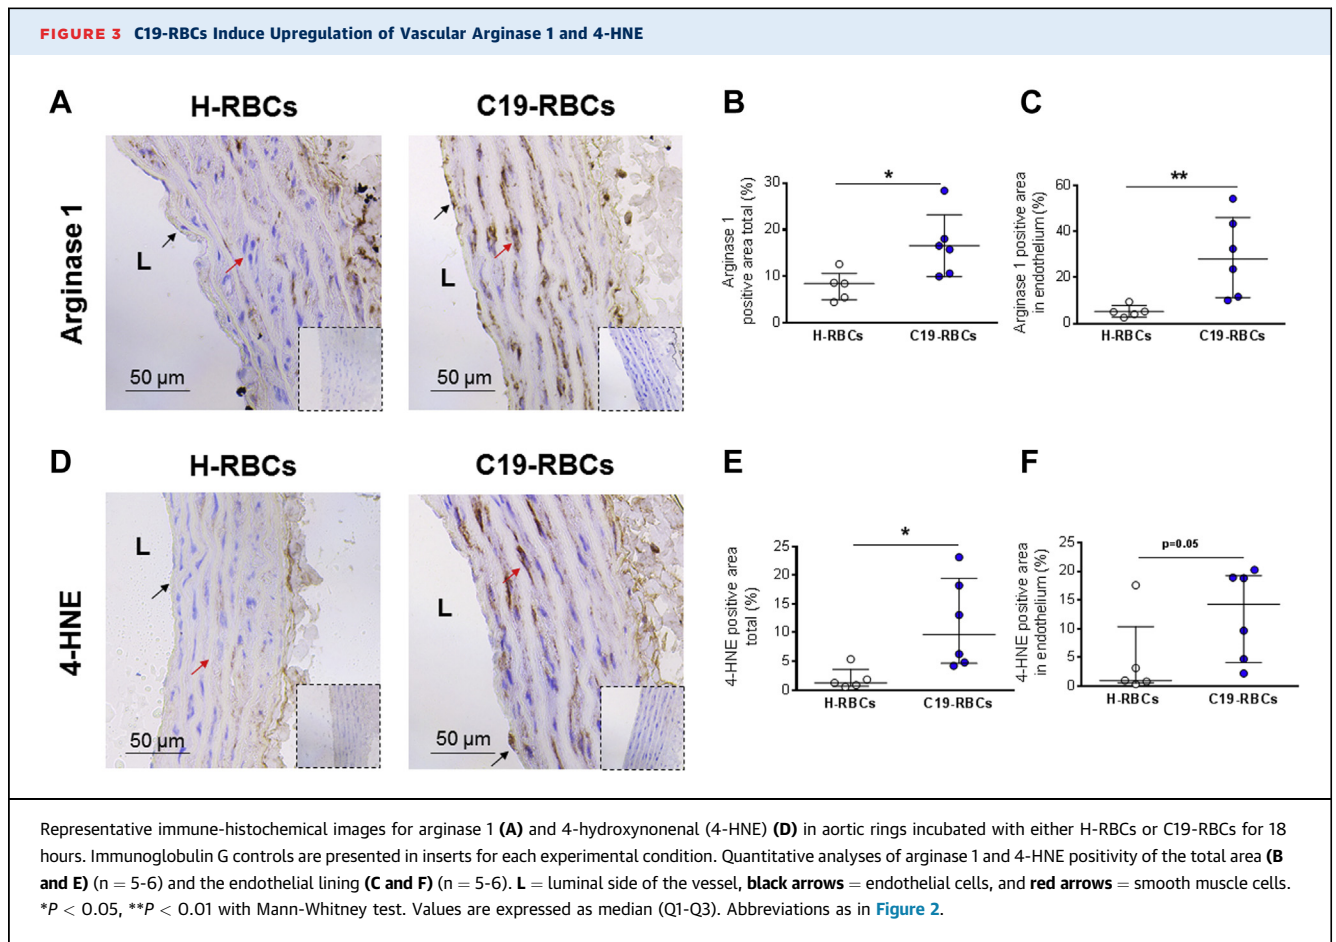 FIGURE 3 C19-RBCs Induce Upregulation of Vascular Arginase 1 and 4-HNE
A
H-RBCs
C19-RBCs
Arginase 1
L
50 µm
L
50 µm
B
Arginase 1
positive area total (%)
30
20
10
0
*
H-RBCs
C19-RBCs
C
Arginase 1 positive area
in endothelium (%)
60
40
20
0
**
H-RBCs
C19-RBCs
D
H-RBCs
C19-RBCs
4-HNE
L
50 µm
L
50 µm
E
4-HNE positive area
total (%)
25
20
15
10
5
0
*
H-RBCs
C19-RBCs
F
4-HNE positive area
in endothelium (%)
25
20
15
10
5
0
p=0.05
H-RBCs
C19-RBCs
Representative immune-histochemical images for arginase 1 (A) and 4-hydroxynonenal (4-HNE) (D) in aortic rings incubated with either H-RBCs or C19-RBCs for 18
hours. Immunoglobulin G controls are presented in inserts for each experimental condition. Quantitative analyses of arginase 1 and 4-HNE positivity of the total area (B
and E) (n = 5-6) and the endothelial lining (C and F) (n = 5-6). L = luminal side of the vessel, black arrows = endothelial cells, and red arrows = smooth muscle cells.
*P < 0.05, **P < 0.01 with Mann-Whitney test. Values are expressed as median (Q1-Q3). Abbreviations as in Figure 2.